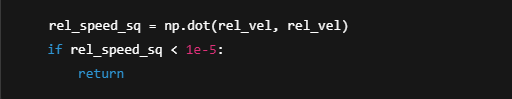 rel_speed_sq = np.dot(rel_vel, rel_vel)
if rel_speed_sq < 1e-5:
    return